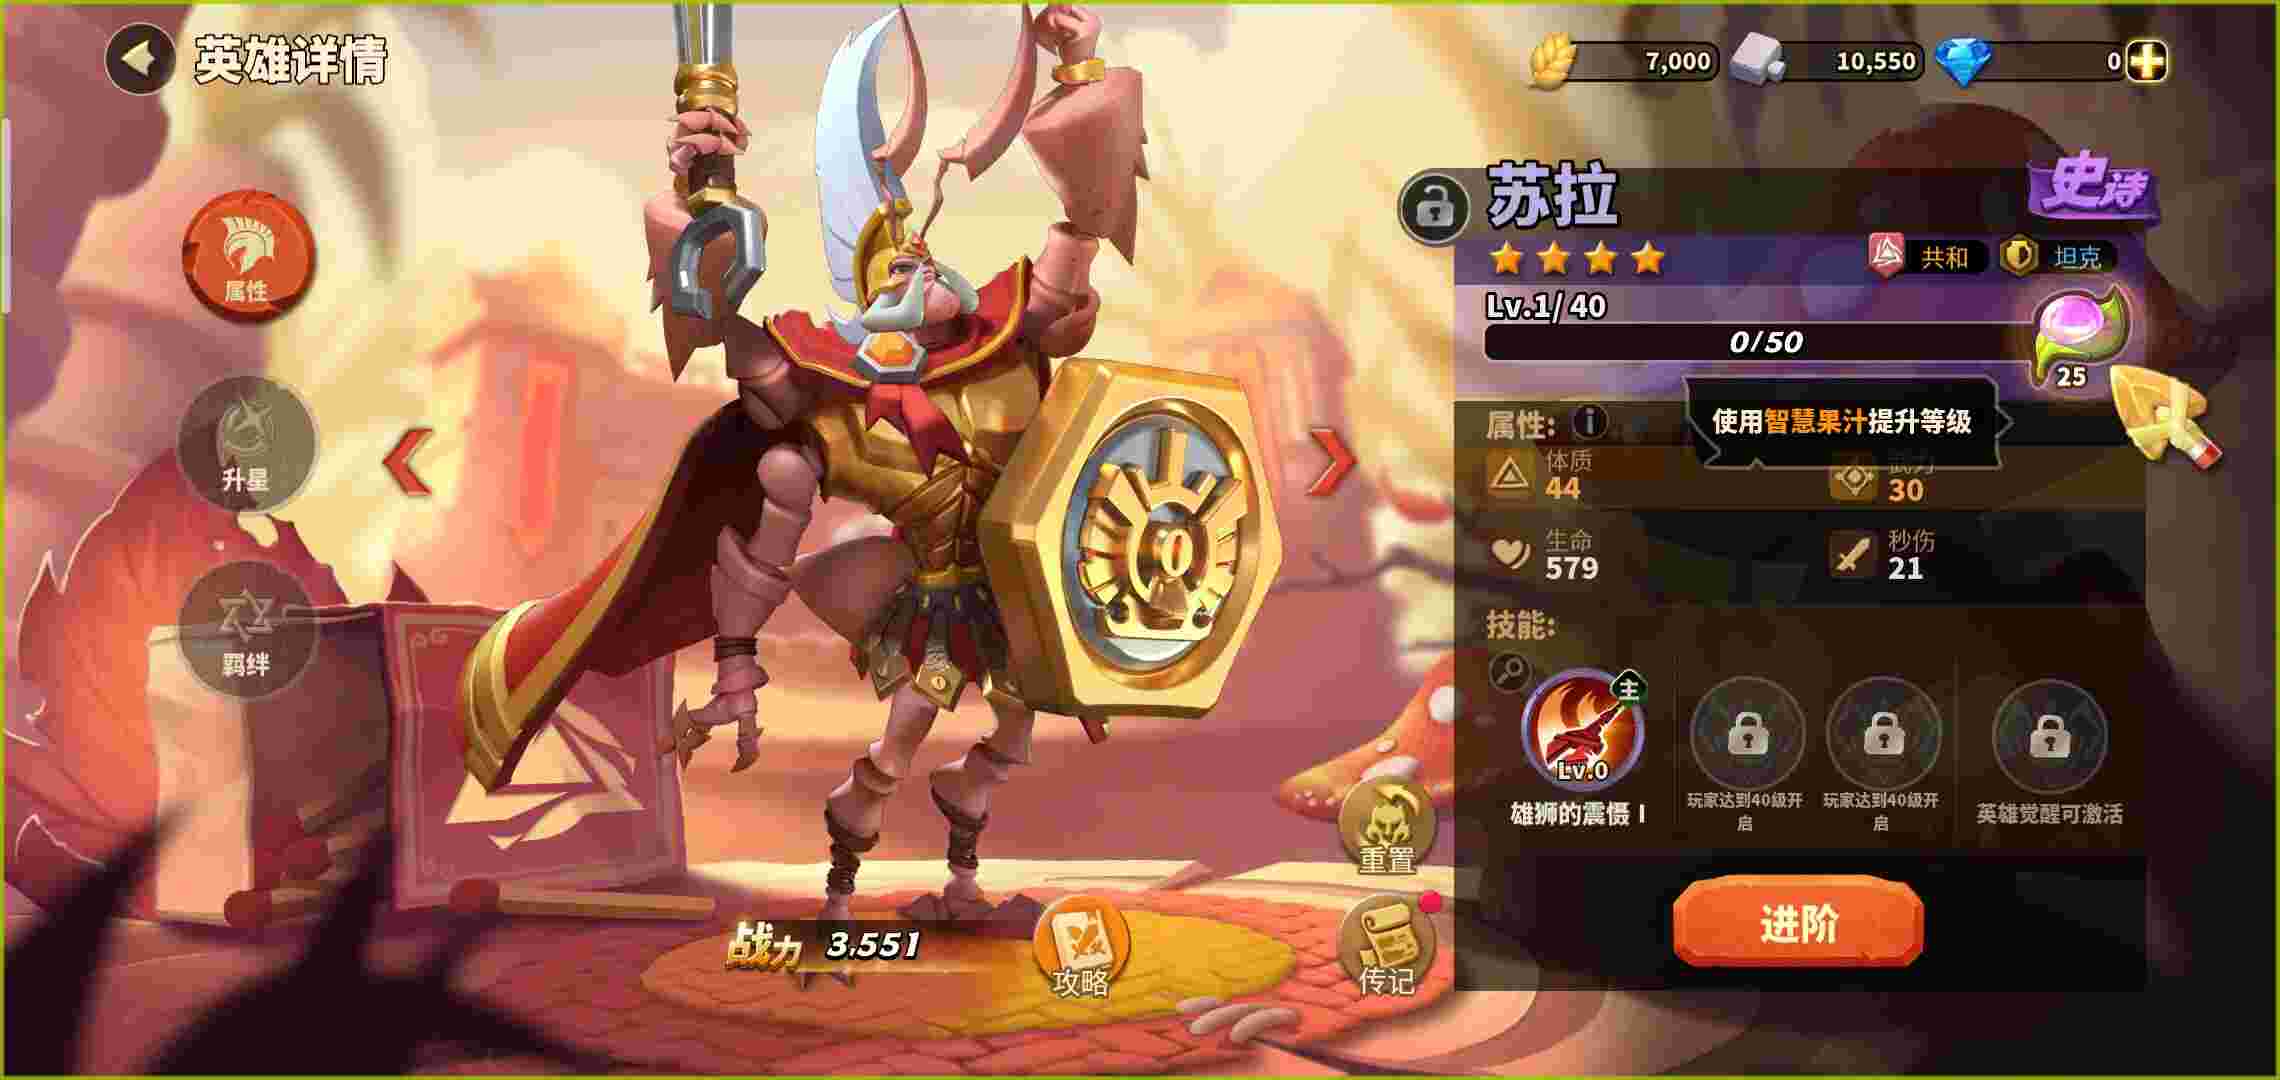 英雄详情
7,000
10,550
0
属性
升星
羁绊
苏拉
史诗
共和
坦克
Lv.1/40
0/50
25
使用智慧果汁提升等级
属性:
体质
44
武力
30
生命
579
秒伤
21
技能:
主
Lv.0
雄狮的震慑 I
玩家达到40级开
启
玩家达到40级开
启
英雄觉醒可激活
重置
战力 3,551
攻略
传记
进阶